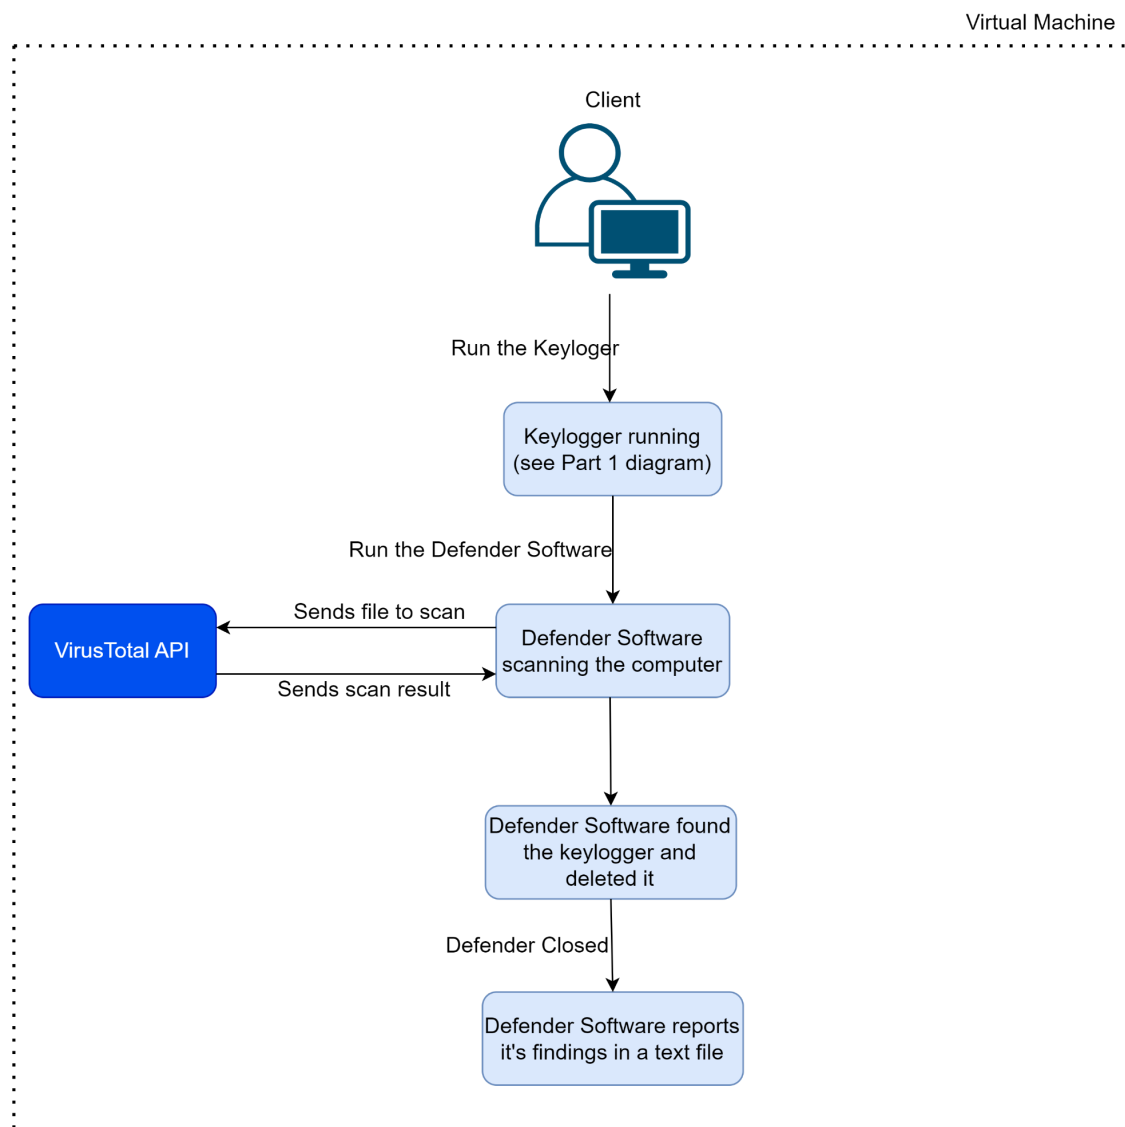 Virtual Machine
Client
Run the Keyloger
Keylogger running
(see Part 1 diagram)
Run the Defender Software
Sends file to scan
VirusTotal API
Defender Software
scanning the computer
Sends scan result
Defender Software found
the keylogger and
deleted it
Defender Closed
Defender Software reports
it's findings in a text file